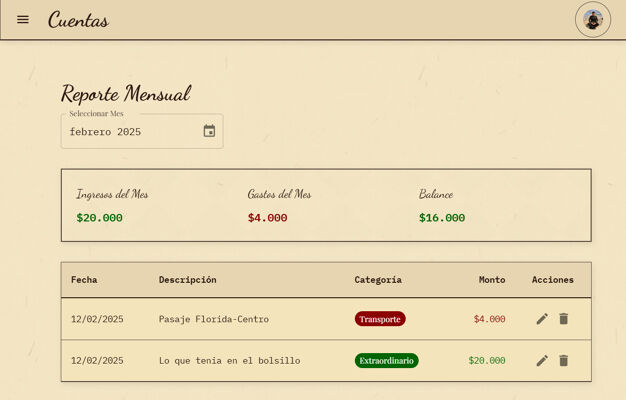 Cuentas
Reporte Mensual
Seleccionar Mes
febrero 2025
Ingresos del Mes Gastos del Mes Balance
$20.000 $4.000 $16.000
Fecha Descripción Categoría Monto Acciones
12/02/2025 Pasaje Florida-Centro Transporte $4.000
12/02/2025 Lo que tenia en el bolsillo Extraordinario $20.000